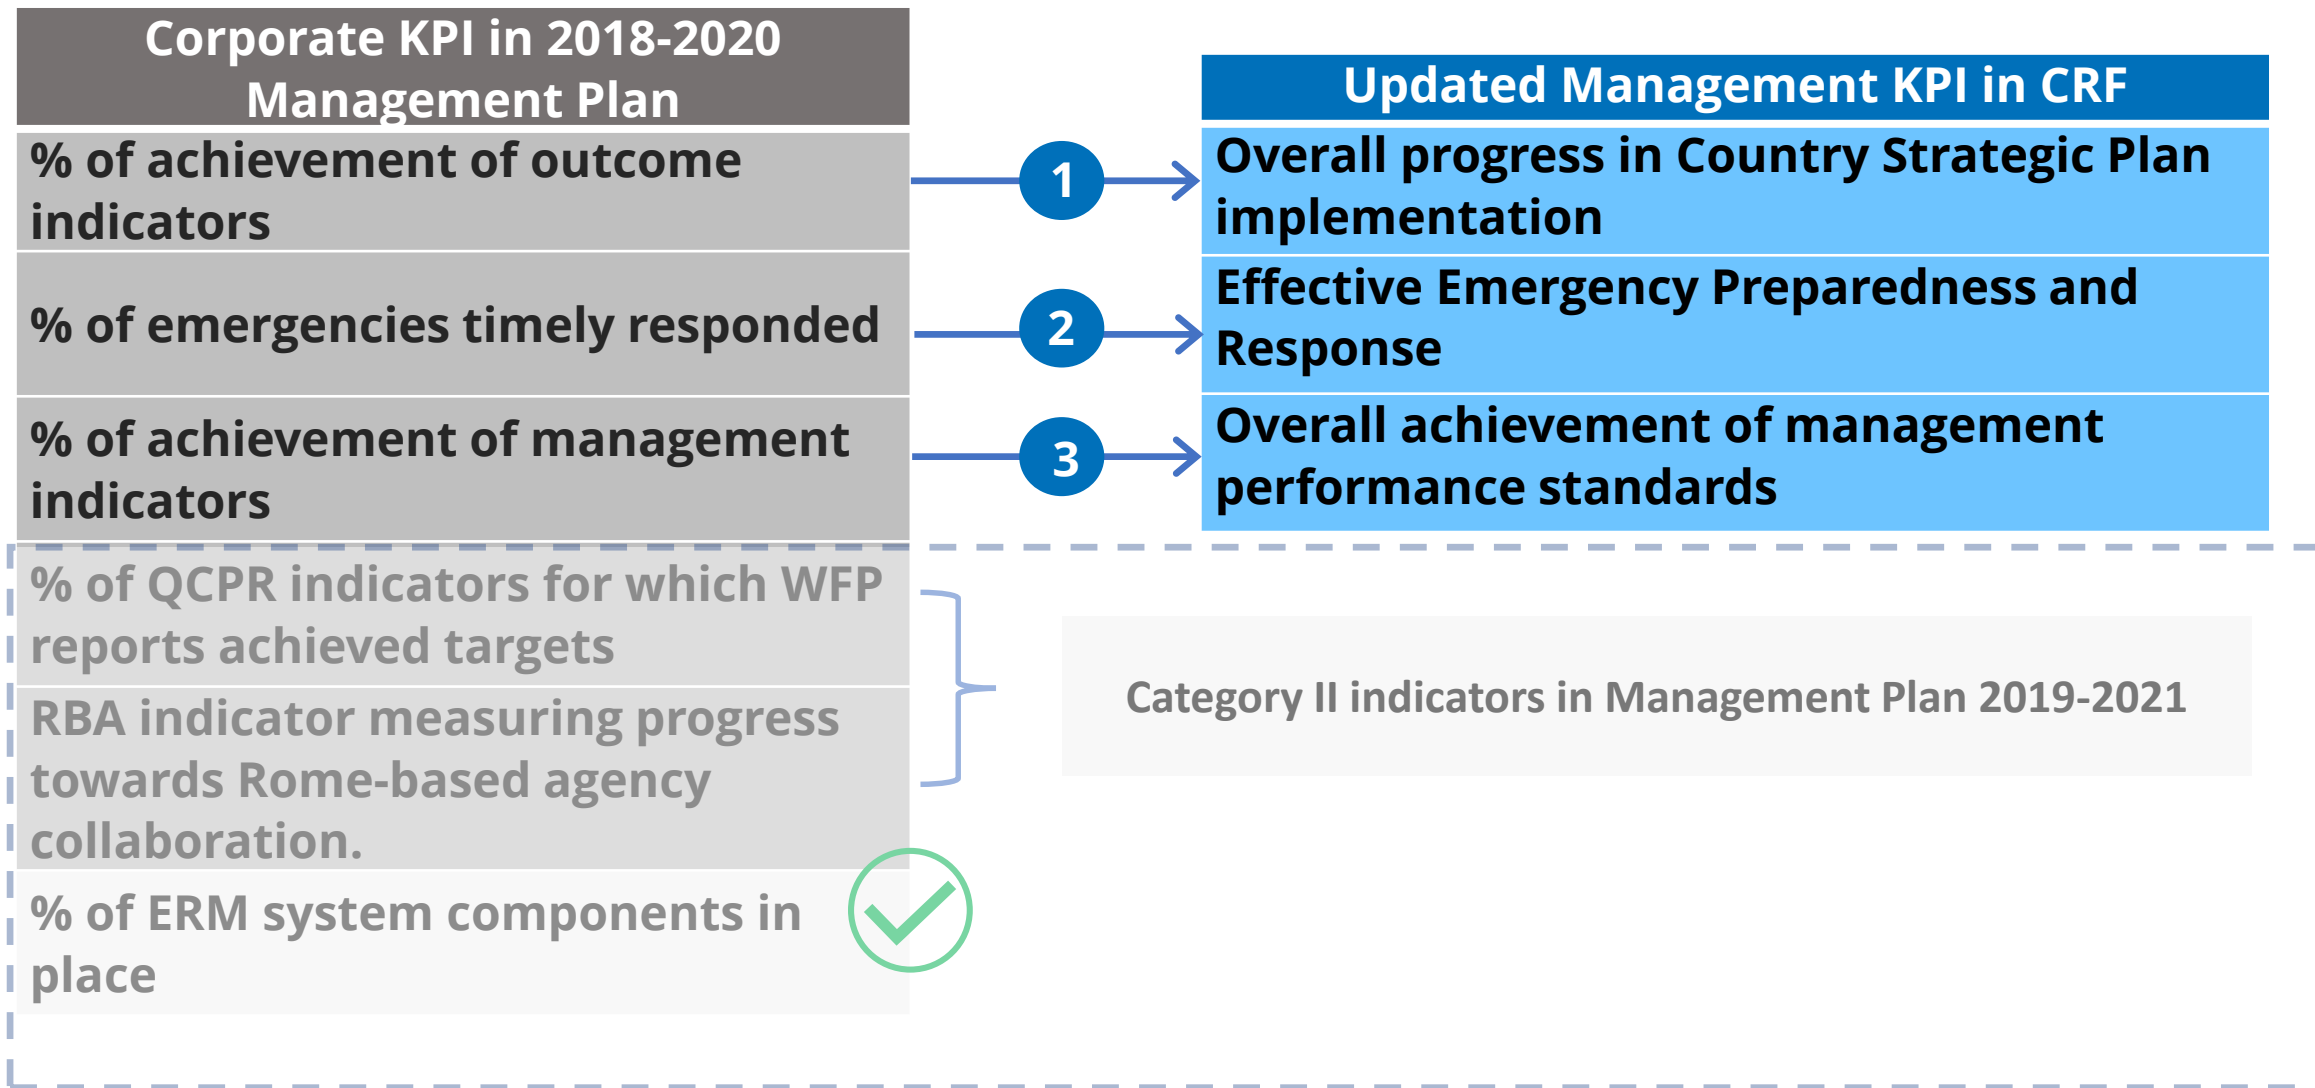 Corporate KPI in 2018-2020
Management Plan
% of achievement of outcome
indicators
% of emergencies timely responded
% of achievement of management
indicators
% of QCPR indicators for which WFP
reports achieved targets
RBA indicator measuring progress
towards Rome-based agency
collaboration.
% of ERM system components in
place
1
2
3
Updated Management KPI in CRF
Overall progress in Country Strategic Plan
implementation
Effective Emergency Preparedness and
Response
Overall achievement of management
performance standards
Category II indicators in Management Plan 2019-2021